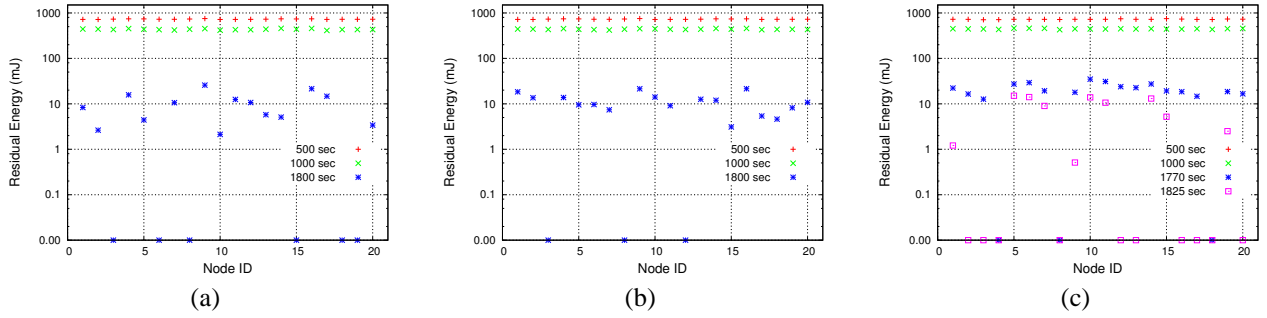 1000
100
10
1
0.1
0.00
Residual Energy (mJ)
0 5 10 15 20
Node ID
500 sec
1000 sec
1800 sec
(a)
1000
100
10
1
0.1
0.00
Residual Energy (mJ)
0 5 10 15 20
Node ID
500 sec
1000 sec
1800 sec
(b)
1000
100
10
1
0.1
0.00
Residual Energy (mJ)
0 5 10 15 20
Node ID
500 sec
1000 sec
1770 sec
1825 sec
(c)